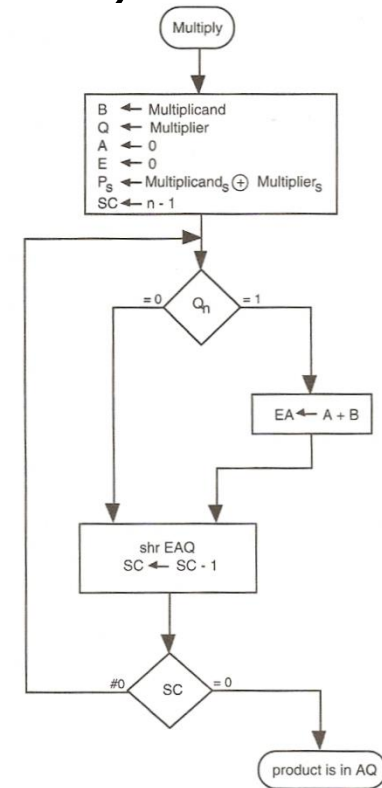 Multiply
B ← Multiplicand
Q ← Multiplier
A ← 0
E ← 0
Ps ← Multiplicands ⊕ Multipliers
SC ← n - 1
= 0
Qn
= 1
EA ← A + B
shr EAQ
SC ← SC - 1
#0
SC
= 0
product is in AQ